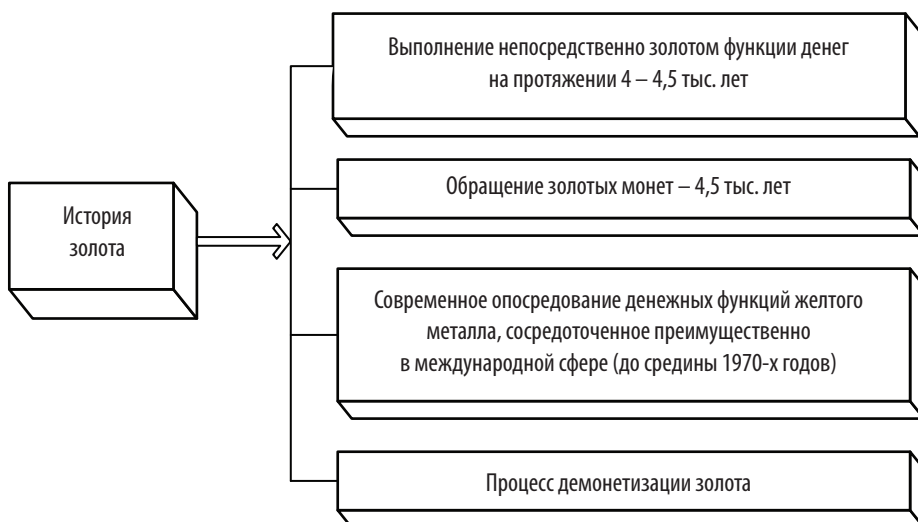 Выполнение непосредственно золотом функции денег
на протяжении 4 – 4,5 тыс. лет
Обращение золотых монет – 4,5 тыс. лет
История
золота
Современное опосредование денежных функций желтого
металла, сосредоточенное преимущественно
в международной сфере (до средины 1970-х годов)
Процесс демонетизации золота